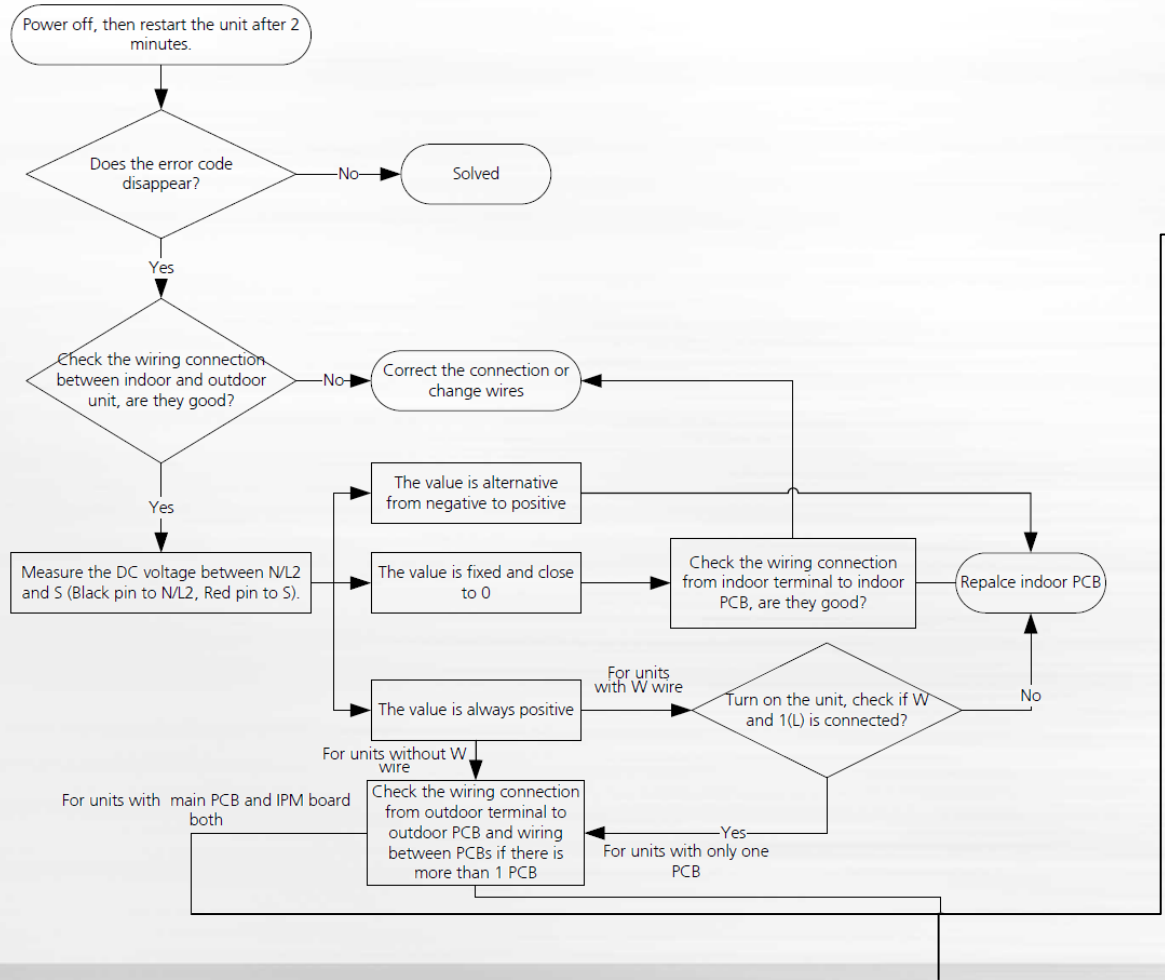 Power off, then restart the unit after 2
minutes.
Does the error code
disappear?
No
Solved
Yes
Check the wiring connection
between indoor and outdoor
unit, are they good?
No
Correct the connection or
change wires
Yes
The value is alternative
from negative to positive
Measure the DC voltage between N/L2
and S (Black pin to N/L2, Red pin to S).
The value is fixed and close
to 0
Check the wiring connection
from indoor terminal to indoor
PCB, are they good?
Repalce indoor PCB
The value is always positive
For units
with W wire
Turn on the unit, check if W
and 1(L) is connected?
No
For units without W
wire
For units with  main PCB and IPM board
both
Check the wiring connection
from outdoor terminal to
outdoor PCB and wiring
between PCBs if there is
more than 1 PCB
Yes
For units with only one
PCB